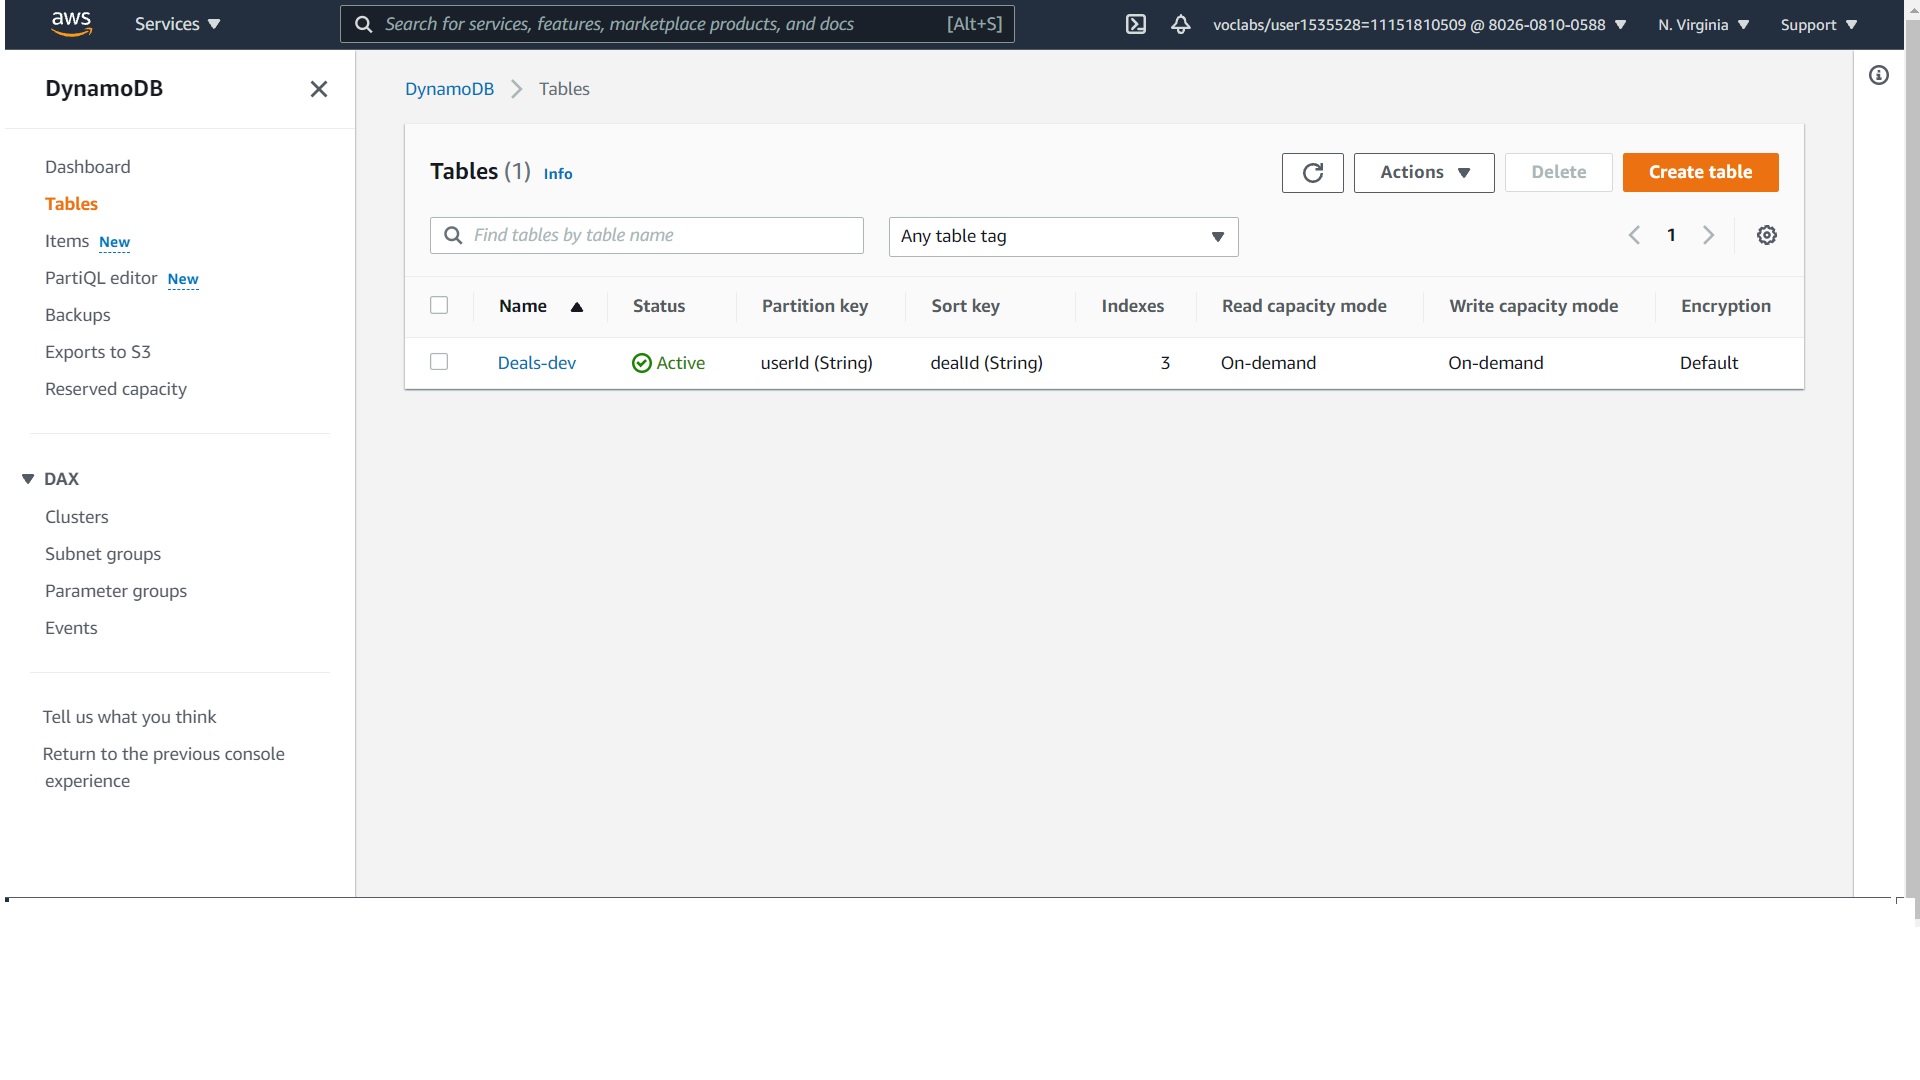 aws Services Search for services, features, marketplace products, and docs [Alt+S] voclabs/user1535528=11151810509 @ 8026-0810-0588 N. Virginia Support
DynamoDB
Dashboard
Tables
Items New
PartiQL editor New
Backups
Exports to S3
Reserved capacity
DAX
Clusters
Subnet groups
Parameter groups
Events
Tell us what you think
Return to the previous console
experience
DynamoDB Tables
Tables (1) Info Actions Delete Create table
Find tables by table name Any table tag 1
Name Status Partition key Sort key Indexes Read capacity mode Write capacity mode Encryption
Deals-dev Active userId (String) dealId (String) 3 On-demand On-demand Default